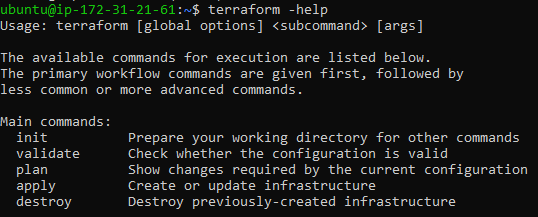 ubuntu@ip-172-31-21-61:~$ terraform -help
Usage: terraform [global options] <subcommand> [args]
The available commands for execution are listed below.
The primary workflow commands are given first, followed by
less common or more advanced commands.
Main commands:
init          Prepare your working directory for other commands
validate      Check whether the configuration is valid
plan          Show changes required by the current configuration
apply         Create or update infrastructure
destroy       Destroy previously-created infrastructure